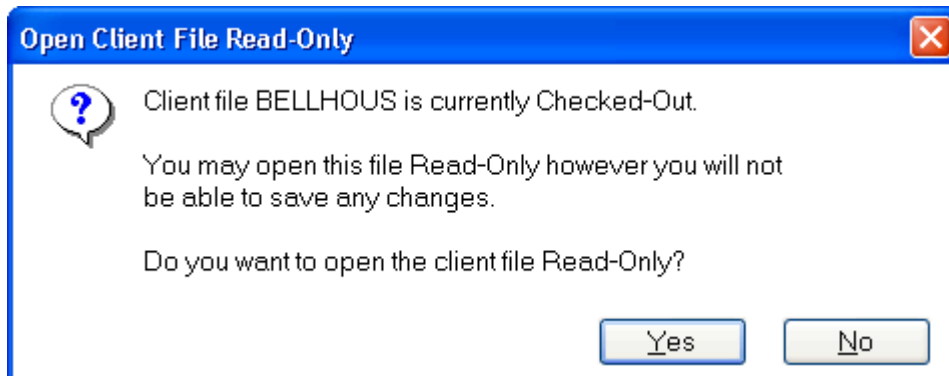 Open Client File Read-Only
Client file BELLHOUS is currently Checked-Out.
You may open this file Read-Only however you will not
be able to save any changes.
Do you want to open the client file Read-Only?
Yes
No